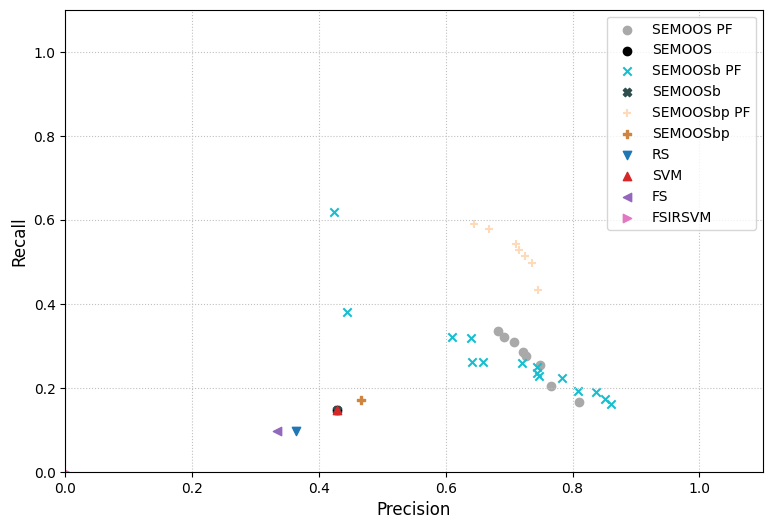 SEMOOS PF
SEMOOS
SEMOOSb PF
SEMOOSb
SEMOOSbp PF
SEMOOSbp
RS
SVM
FS
FSIRSVM
1.0
0.8
0.6
0.4
0.2
0.0
Recall
0.0 0.2 0.4 0.6 0.8 1.0
Precision